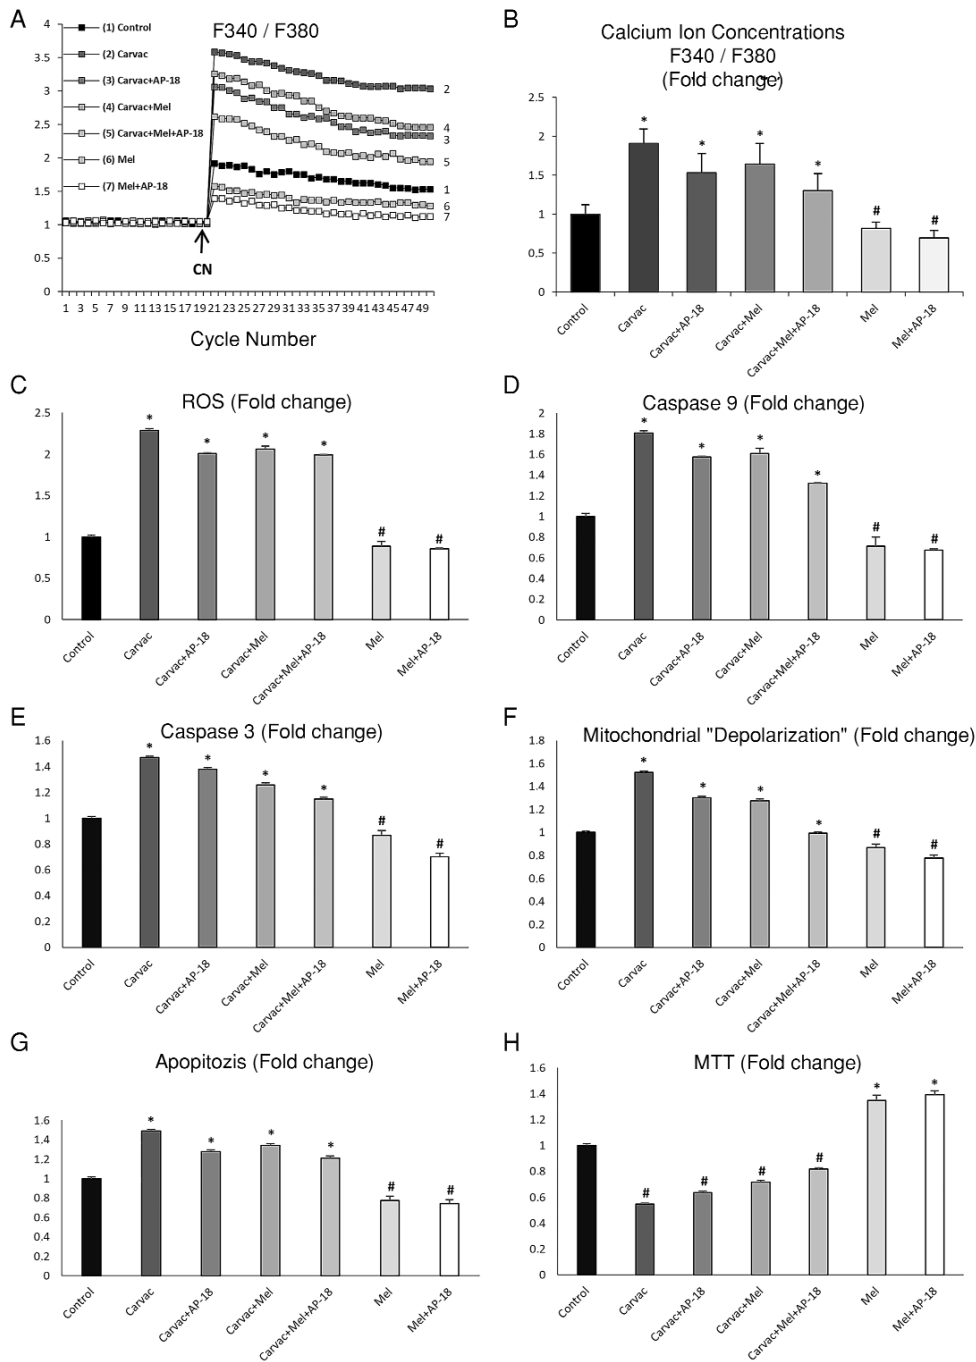 A
F340 / F380
(1) Control
(2) Carvac
(3) Carvac+AP-18
(4) Carvac+Mel
(5) Carvac+Mel+AP-18
(6) Mel
(7) Mel+AP-18
4
3.5
3
2.5
2
1.5
1
0.5
0
2
4
3
5
1
6
7
CN
1 3 5 7 9 11 13 15 17 19 21 23 25 27 29 31 33 35 37 39 41 43 45 47 49
Cycle Number
B
Calcium Ion Concentrations
F340 / F380
(Fold change)
2.5
2
1.5
1
0.5
0
* * * * # #
Control Carvac Carvac+AP-18 Carvac+Mel Carvac+Mel+AP-18 Mel Mel+AP-18
C
ROS (Fold change)
2.5
2
1.5
1
0.5
0
* * * * # #
Control Carvac Carvac+AP-18 Carvac+Mel Carvac+Mel+AP-18 Mel Mel+AP-18
D
Caspase 9 (Fold change)
2
1.8
1.6
1.4
1.2
1
0.8
0.6
0.4
0.2
0
* * * * # #
Control Carvac Carvac+AP-18 Carvac+Mel Carvac+Mel+AP-18 Mel Mel+AP-18
E
Caspase 3 (Fold change)
1.6
1.4
1.2
1
0.8
0.6
0.4
0.2
0
* * * * # #
Control Carvac Carvac+AP-18 Carvac+Mel Carvac+Mel+AP-18 Mel Mel+AP-18
F
Mitochondrial "Depolarization" (Fold change)
1.8
1.6
1.4
1.2
1
0.8
0.6
0.4
0.2
0
* * * * # #
Control Carvac Carvac+AP-18 Carvac+Mel Carvac+Mel+AP-18 Mel Mel+AP-18
G
Apopitozis (Fold change)
1.6
1.4
1.2
1
0.8
0.6
0.4
0.2
0
* * * * # #
Control Carvac Carvac+AP-18 Carvac+Mel Carvac+Mel+AP-18 Mel Mel+AP-18
H
MTT (Fold change)
1.6
1.4
1.2
1
0.8
0.6
0.4
0.2
0
# # # # * *
Control Carvac Carvac+AP-18 Carvac+Mel Carvac+Mel+AP-18 Mel Mel+AP-18